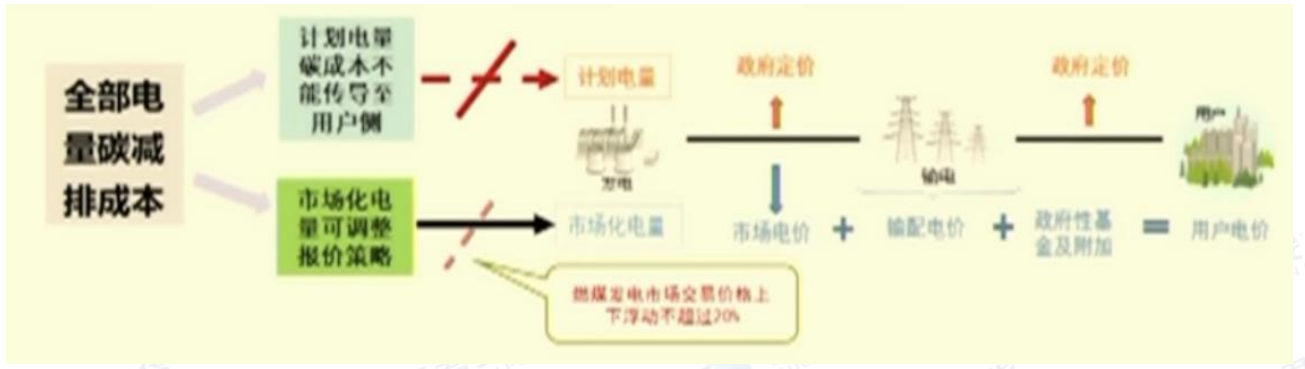 全部电
量碳减
排成本
计划电量
碳成本不
能传导至
用户侧
市场化电
量可调整
报价策略
计划电量
发电
市场化电量
燃煤发电市场交易价格上
下浮动不超过20%
政府定价
市场电价
+
输电
输配电价
+
政府定价
政府性基
金及附加
=
用户
用户电价